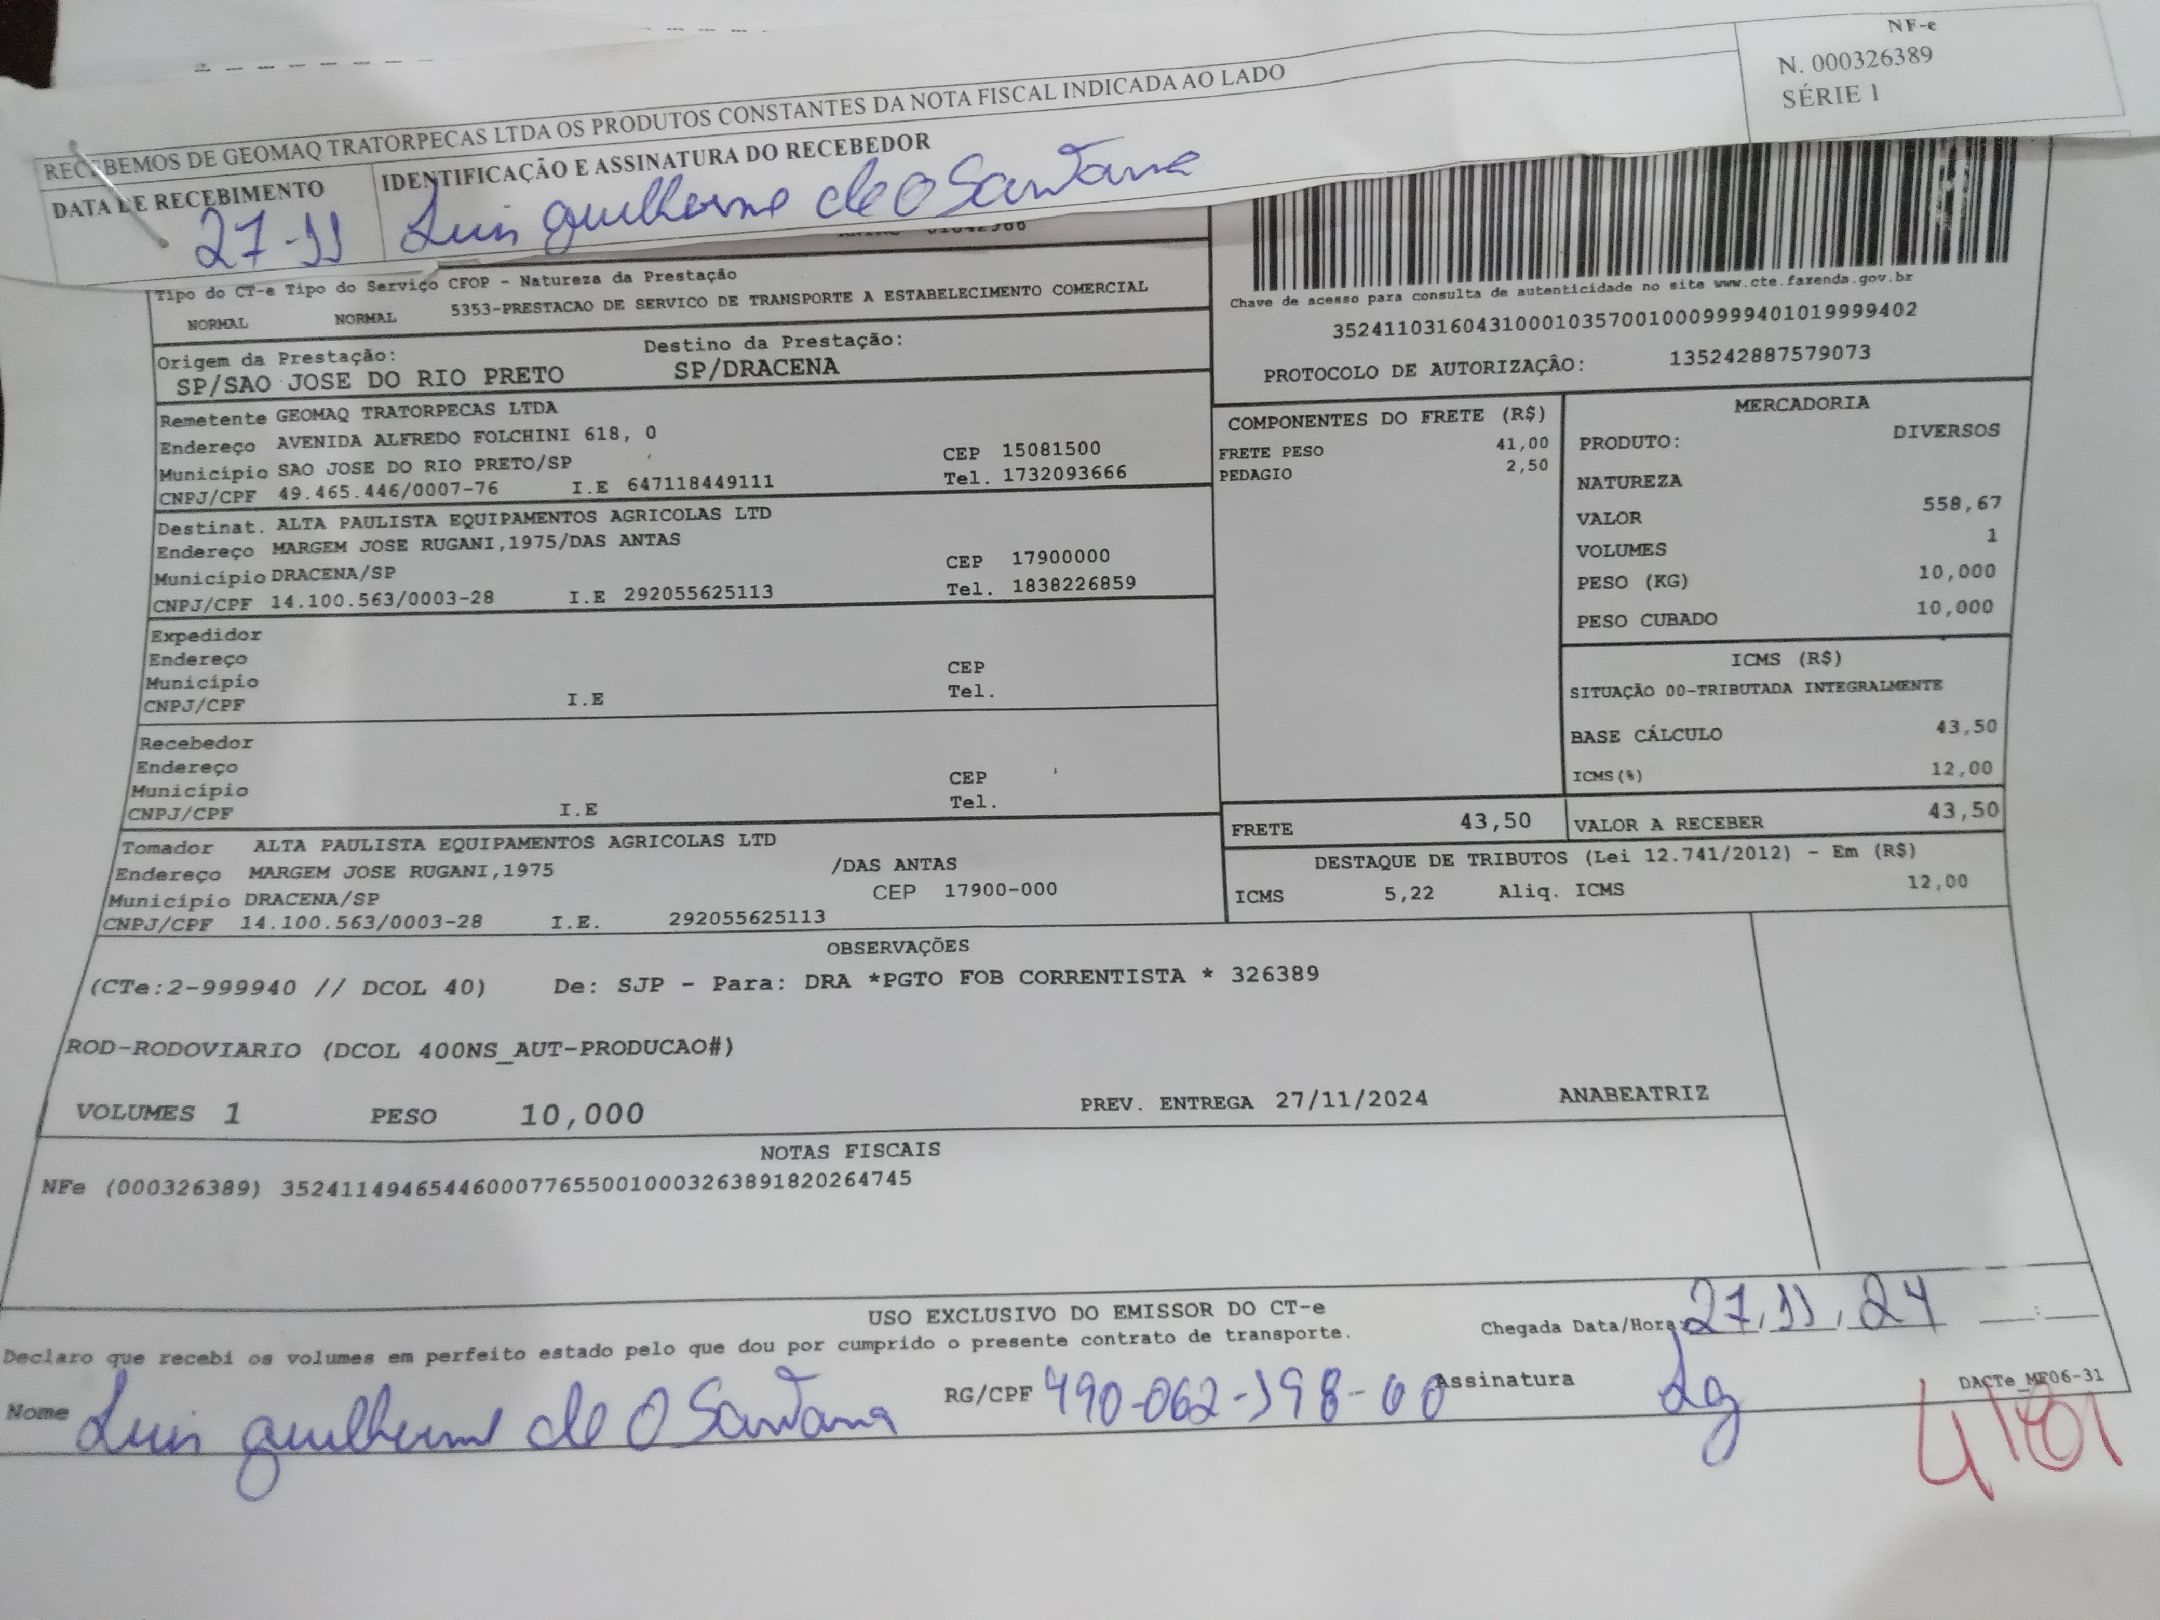 NF-e
N. 000326389
SÉRIE 1
RECEBEMOS DE GEOMAQ TRATORPECAS LTDA OS PRODUTOS CONSTANTES DA NOTA FISCAL INDICADA AO LADO
DATA DE RECEBIMENTO IDENTIFICAÇÃO E ASSINATURA DO RECEBEDOR
27-11 Luis guilherme de O Santana
Tipo do CT-e Tipo do Serviço CFOP - Natureza da Prestação
NORMAL NORMAL 5353-PRESTACAO DE SERVICO DE TRANSPORTE A ESTABELECIMENTO COMERCIAL
Chave de acesso para consulta de autenticidade no site www.cte.fazenda.gov.br
35241103160431000103570010009999401019999402
PROTOCOLO DE AUTORIZAÇÃO: 135242887579073
Origem da Prestação: Destino da Prestação:
SP/SAO JOSE DO RIO PRETO SP/DRACENA
Remetente GEOMAQ TRATORPECAS LTDA
Endereço AVENIDA ALFREDO FOLCHINI 618, 0
Município SAO JOSE DO RIO PRETO/SP CEP 15081500
CNPJ/CPF 49.465.446/0007-76 I.E 647118449111 Tel. 1732093666
Destinat. ALTA PAULISTA EQUIPAMENTOS AGRICOLAS LTD
Endereço MARGEM JOSE RUGANI,1975/DAS ANTAS
Município DRACENA/SP CEP 17900000
CNPJ/CPF 14.100.563/0003-28 I.E 292055625113 Tel. 1838226859
Expedidor
Endereço
Município CEP
CNPJ/CPF I.E Tel.
Recebedor
Endereço
Município CEP
CNPJ/CPF I.E Tel.
Tomador ALTA PAULISTA EQUIPAMENTOS AGRICOLAS LTD
Endereço MARGEM JOSE RUGANI,1975 /DAS ANTAS
Município DRACENA/SP CEP 17900-000
CNPJ/CPF 14.100.563/0003-28 I.E. 292055625113
COMPONENTES DO FRETE (R$)
FRETE PESO 41,00
PEDAGIO 2,50
MERCADORIA
PRODUTO: DIVERSOS
NATUREZA
VALOR 558,67
VOLUMES 1
PESO (KG) 10,000
PESO CUBADO 10,000
ICMS (R$)
SITUAÇÃO 00-TRIBUTADA INTEGRALMENTE
BASE CÁLCULO 43,50
ICMS(%) 12,00
FRETE 43,50 VALOR A RECEBER 43,50
DESTAQUE DE TRIBUTOS (Lei 12.741/2012) - Em (R$)
ICMS 5,22 Aliq. ICMS 12,00
OBSERVAÇÕES
(CTe:2-999940 // DCOL 40) De: SJP - Para: DRA *PGTO FOB CORRENTISTA * 326389
ROD-RODOVIARIO (DCOL 400NS_AUT-PRODUCAO#)
VOLUMES 1 PESO 10,000 PREV. ENTREGA 27/11/2024 ANABEATRIZ
NOTAS FISCAIS
NFe (000326389) 35241149465446000776550010003263891820264745
USO EXCLUSIVO DO EMISSOR DO CT-e
Declaro que recebi os volumes em perfeito estado pelo que dou por cumprido o presente contrato de transporte. Chegada Data/Hora: 27,11,24 :
Nome Luis guilherme de O Santana RG/CPF 490-062-198-00 Assinatura Lg
DACTe_MF06-31